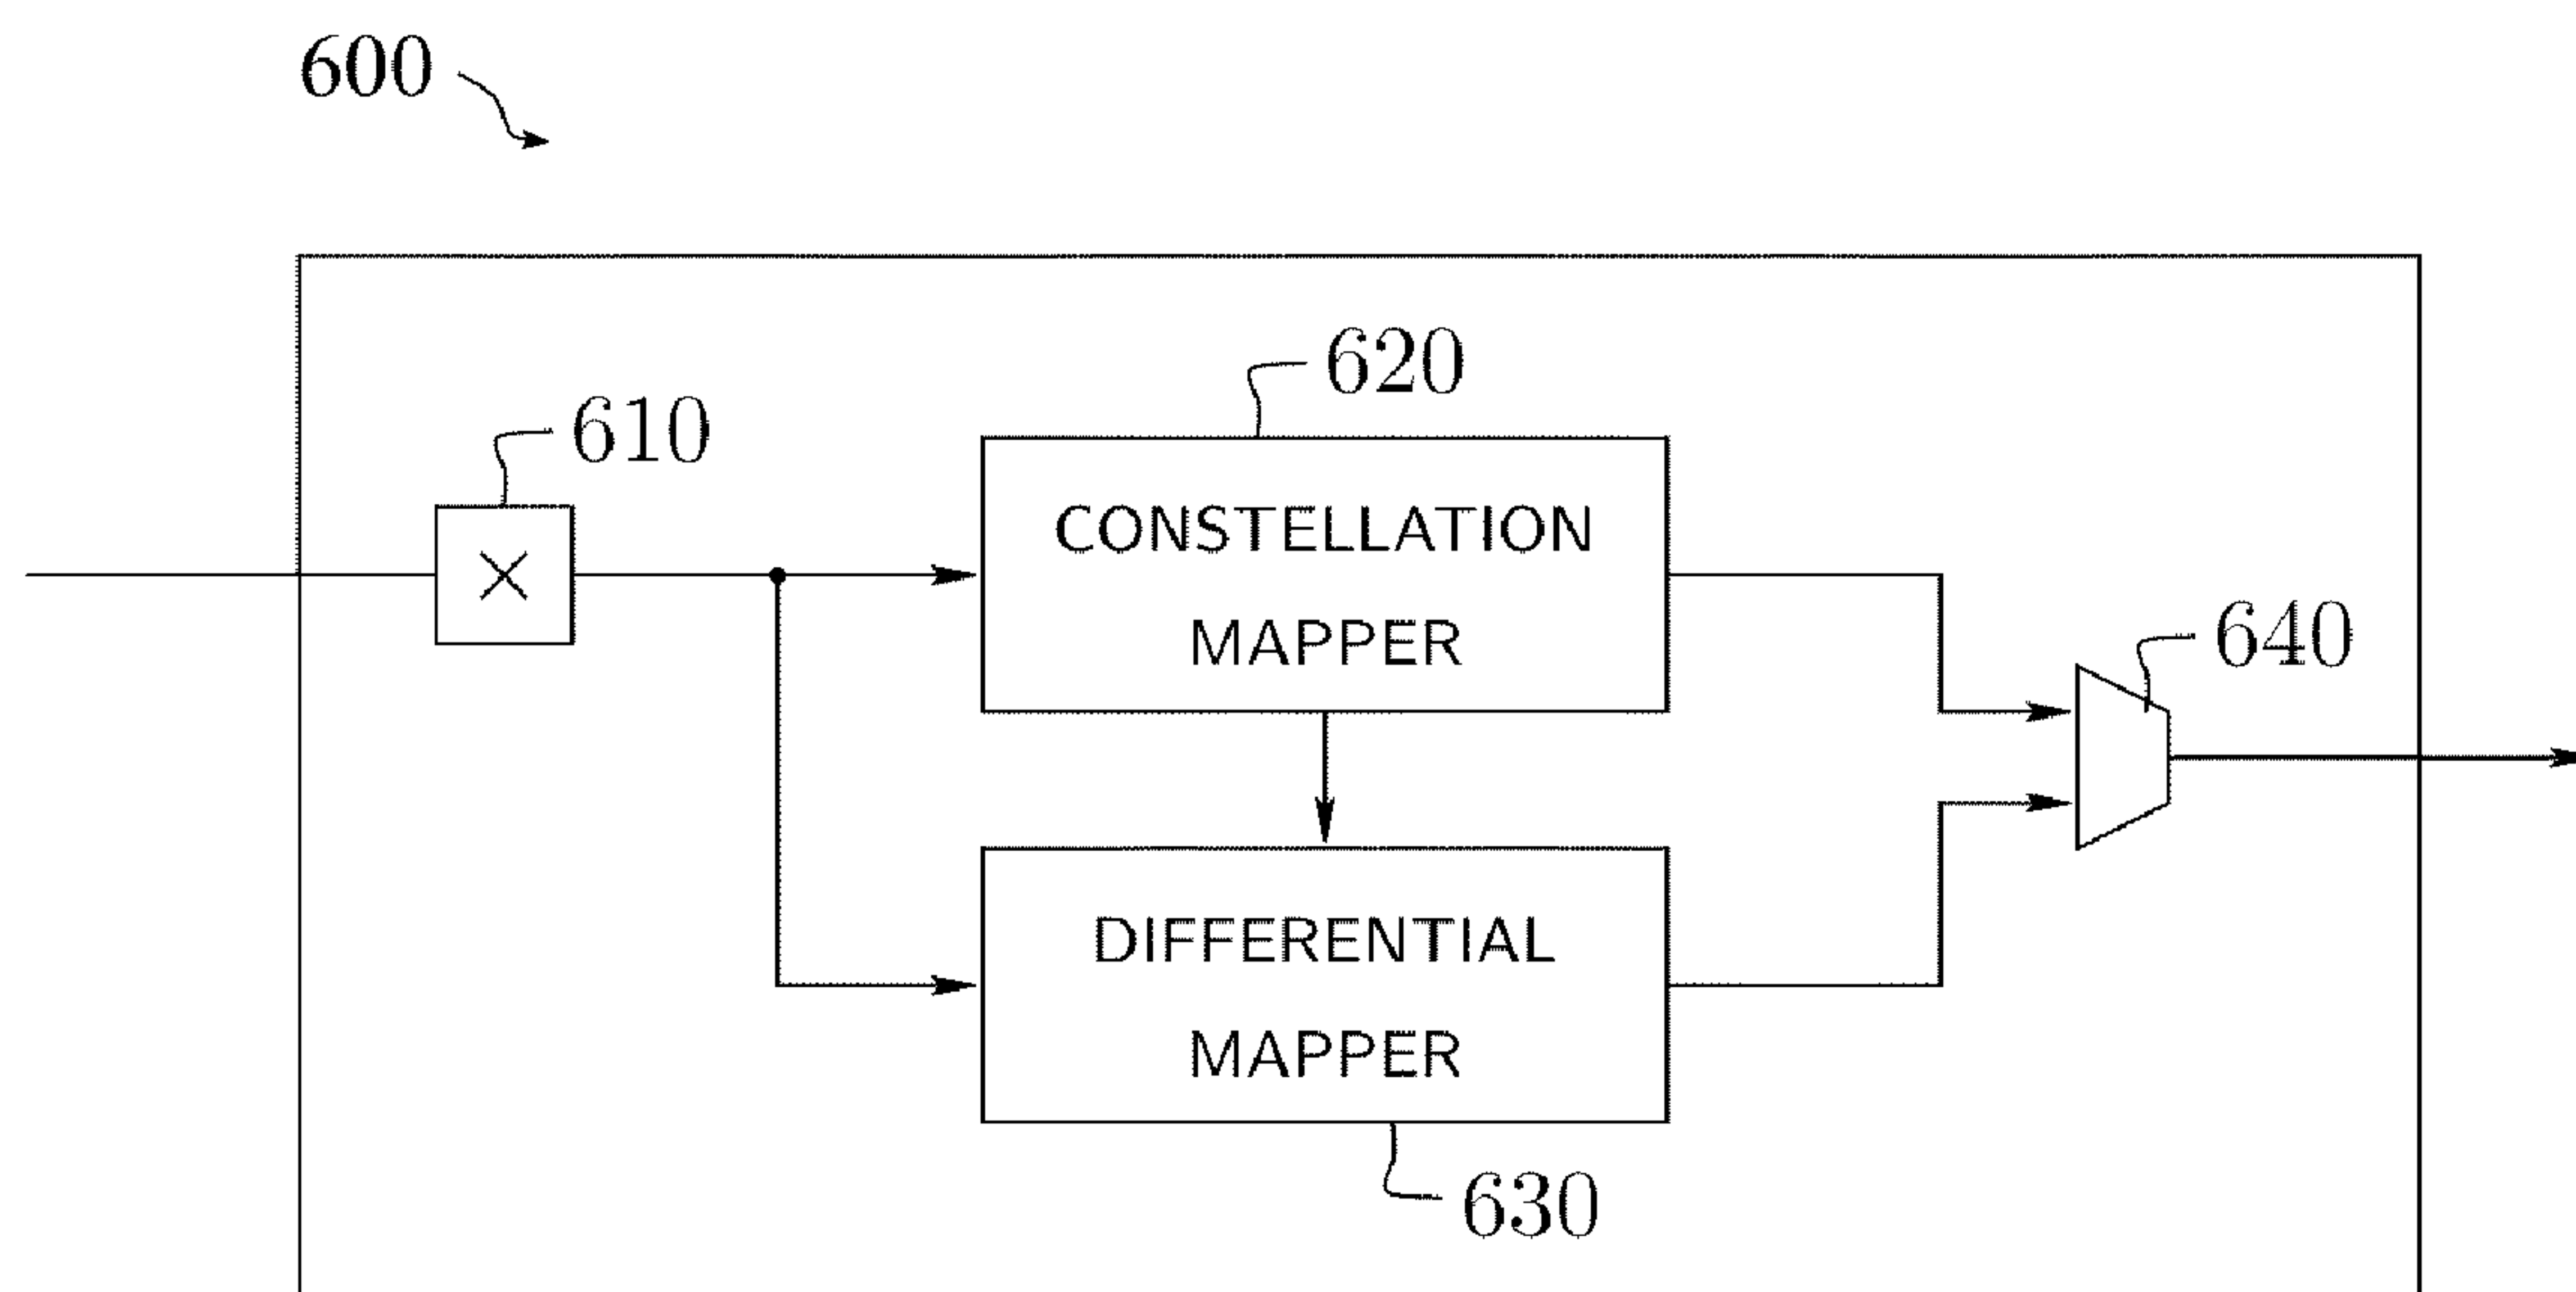 600
620
610
CONSTELLATION
MAPPER
640
DIFFERENTIAL
MAPPER
630